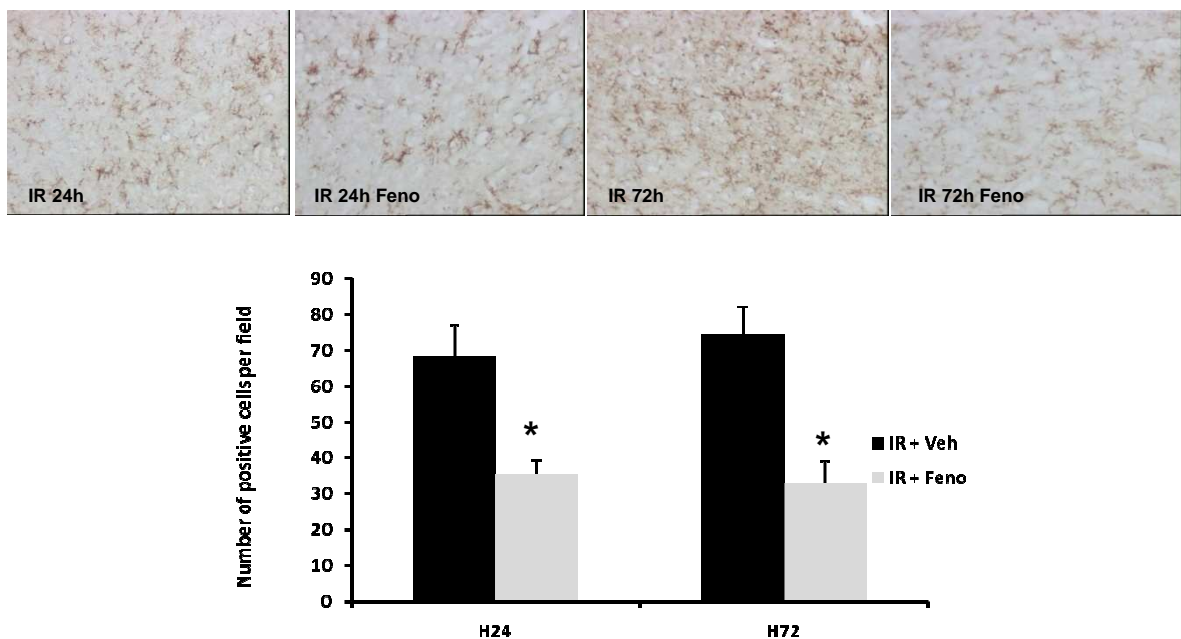 IR 24h
IR 24h Feno
IR 72h
IR 72h Feno
Number of positive cells per field
90
80
70
60
50
40
30
20
10
0
*
*
IR + Veh
IR + Feno
H24
H72